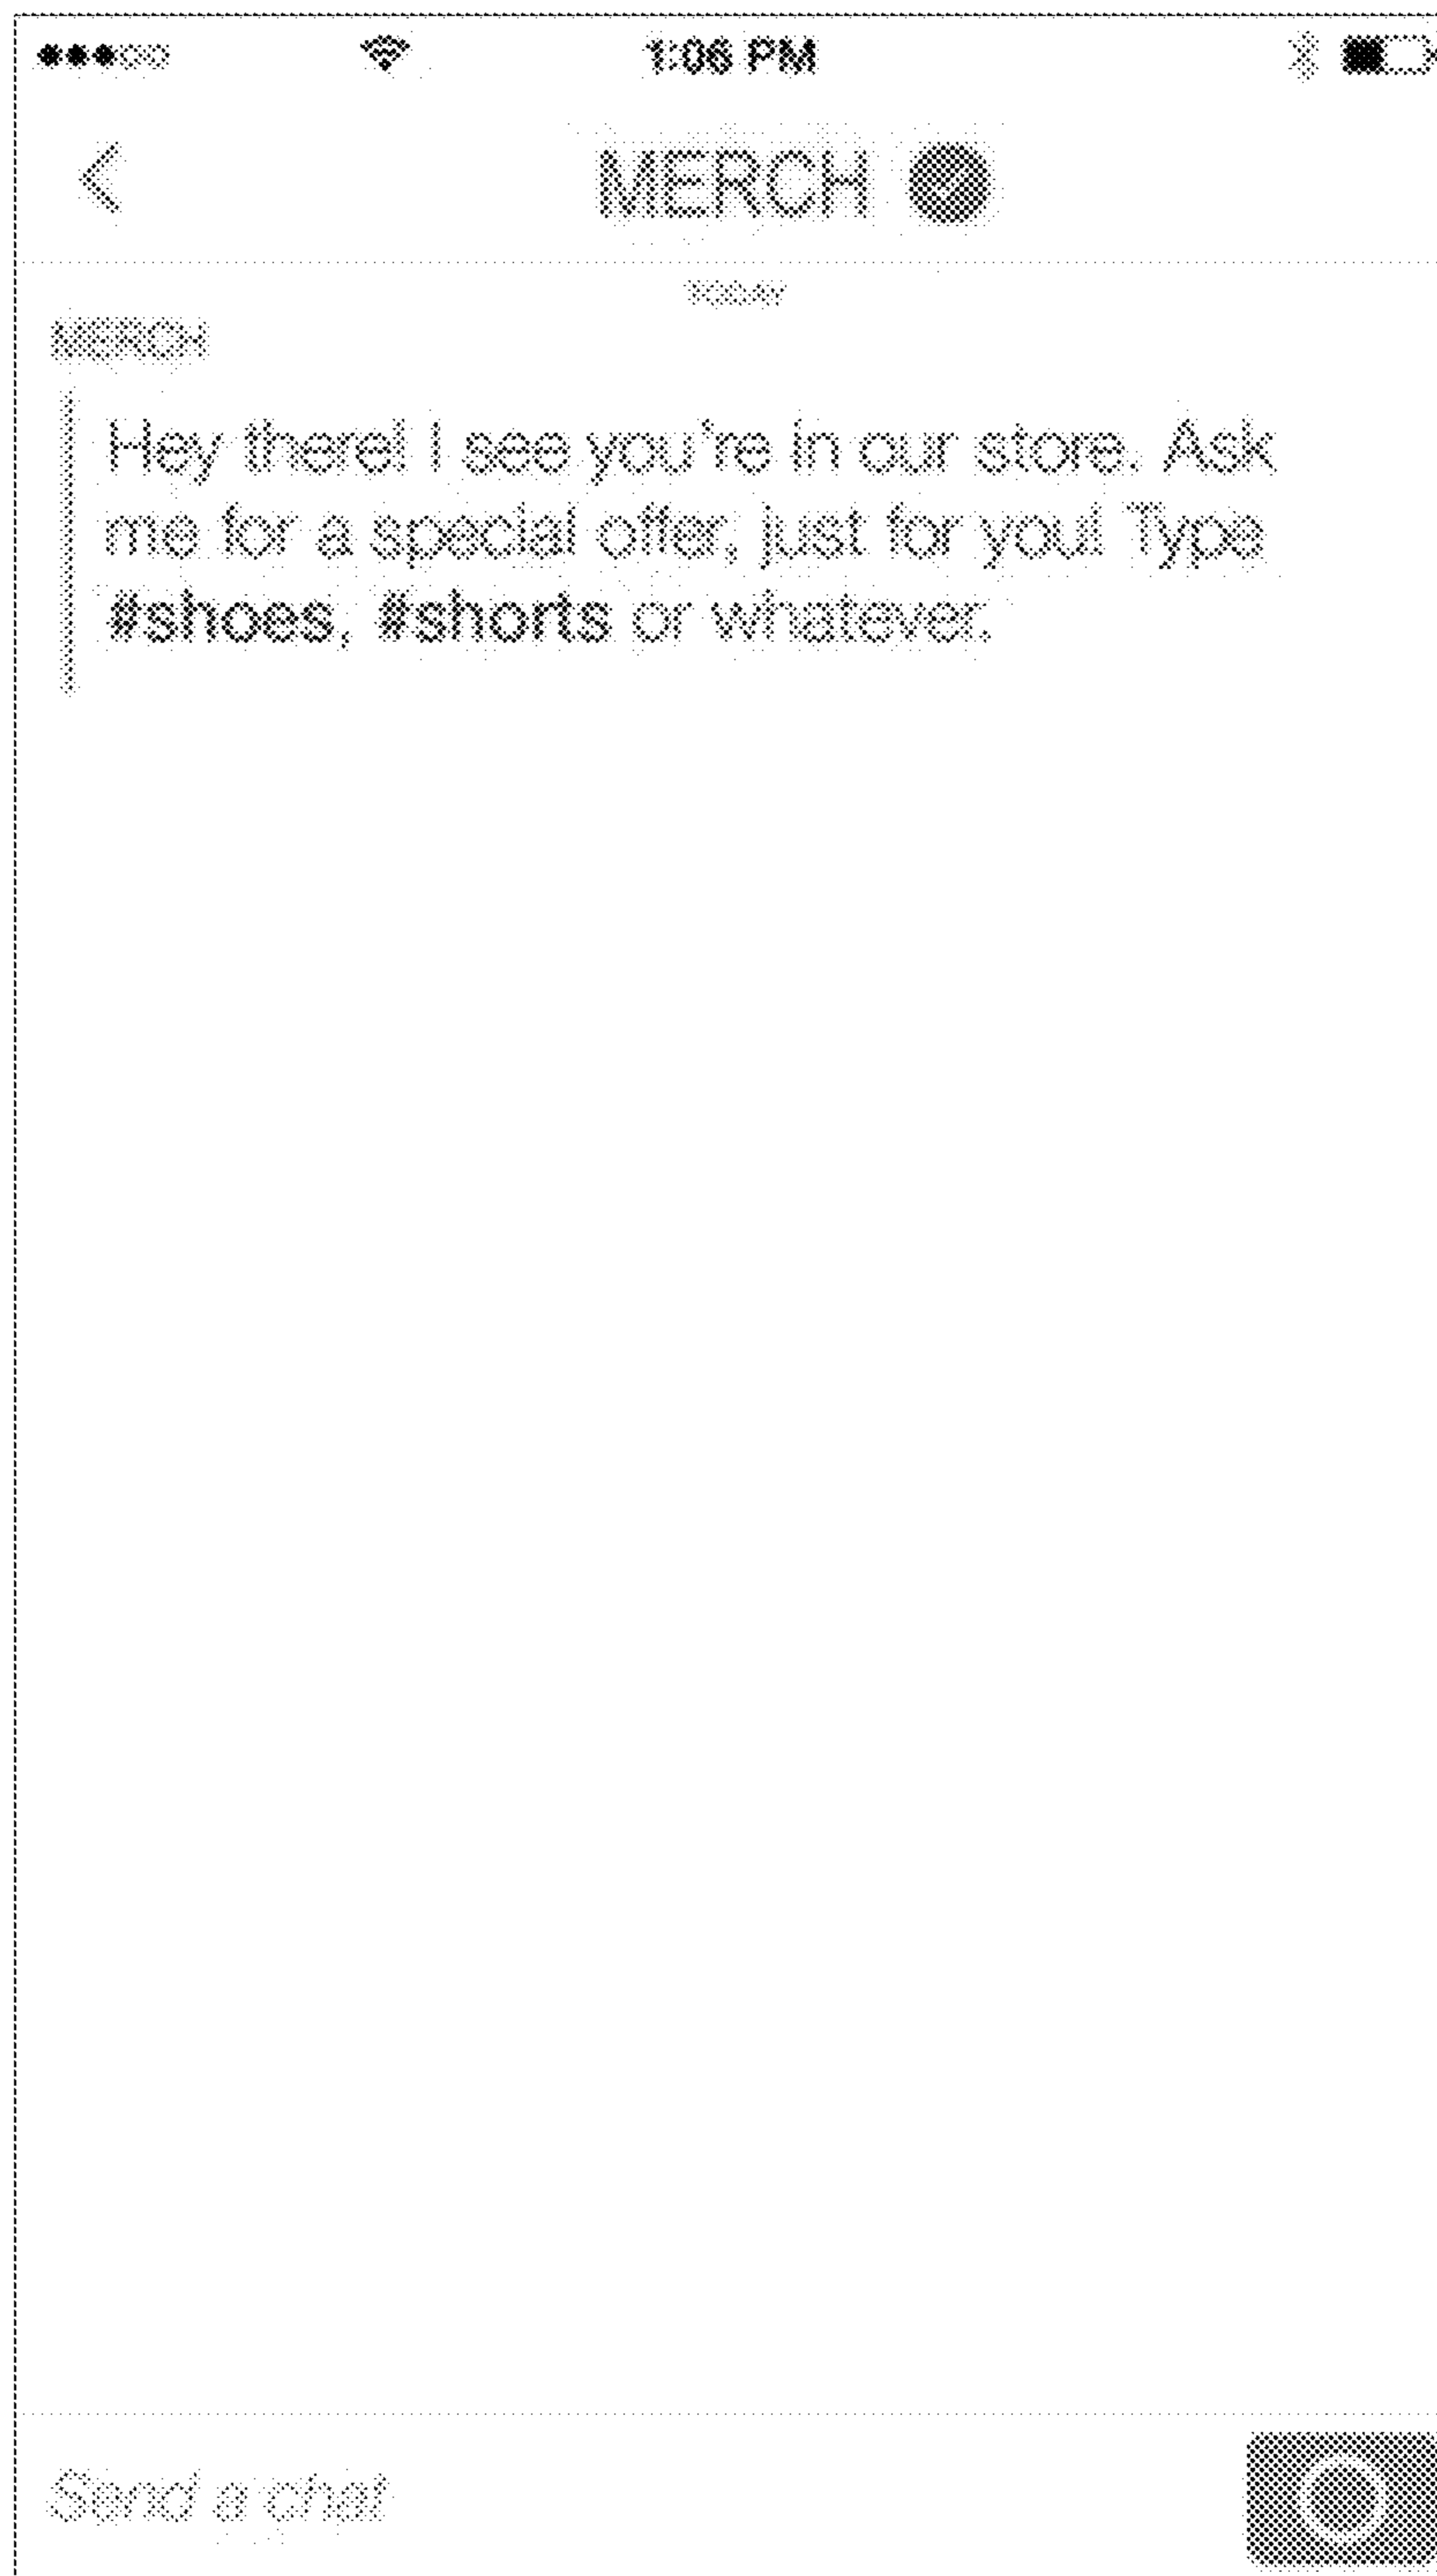 1:06 PM
MERCH
TODAY
MERCH
Hey there! I see you're in our store. Ask
me for a special offer, just for you! Type
#shoes, #shorts or whatever.
Send a chat